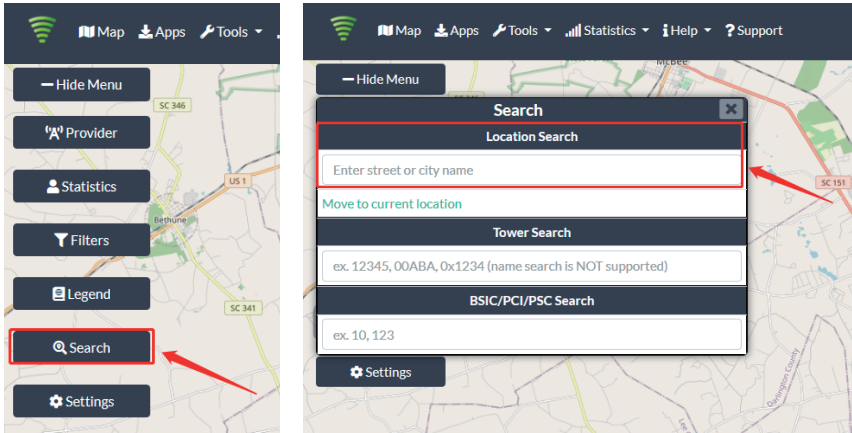 Map Apps Tools
Hide Menu
SC 346
Provider
Statistics
US 1
Bethune
Filters
Legend
SC 341
Search
Settings
Map Apps Tools Statistics Help Support
McBee
Hide Menu
Search
Location Search
Enter street or city name
SC 151
Move to current location
Tower Search
ex. 12345, 00ABA, 0x1234 (name search is NOT supported)
BSIC/PCI/PSC Search
ex. 10, 123
Settings
Darlington County